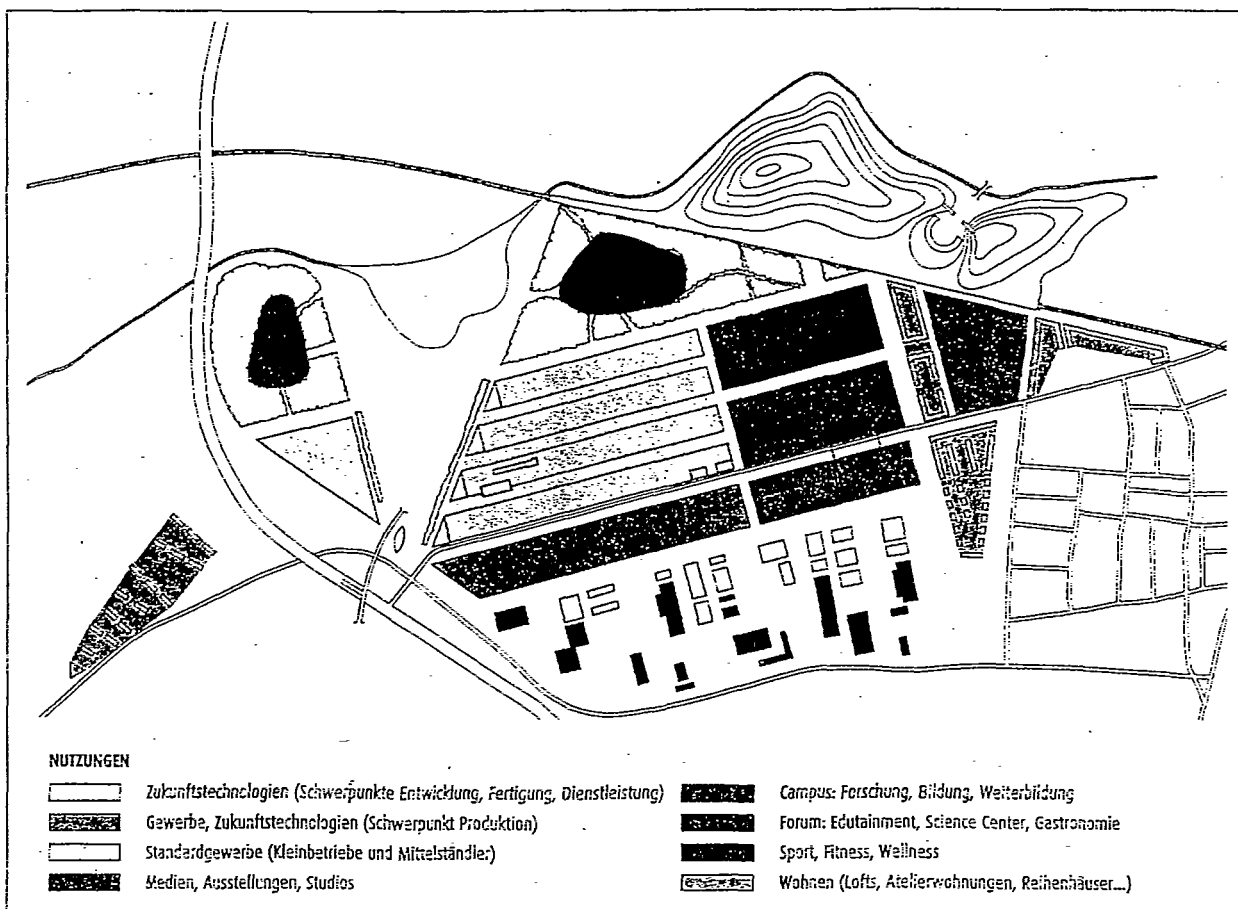 NUTZUNGEN
Zukunftstechnologien (Schwerpunkte Entwicklung, Fertigung, Dienstleistung)
Gewerbe, Zukunftstechnologien (Schwerpunkt Produktion)
Standardgewerbe (Kleinbetriebe und Mittelständler)
Medien, Ausstellungen, Studios
Campus: Forschung, Bildung, Weiterbildung
Forum: Edutainment, Science Center, Gastronomie
Sport, Fitness, Wellness
Wohnen (Lofts, Atelierwohnungen, Reihenhäuser...)